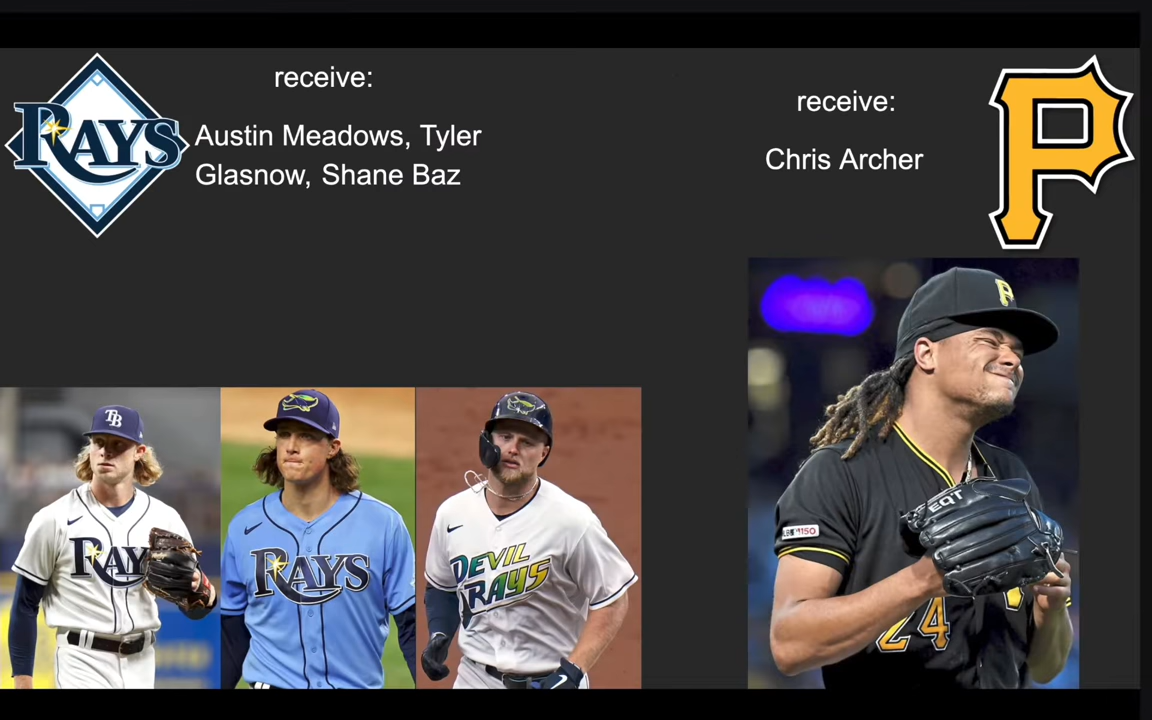 RAYS
receive:
Austin Meadows, Tyler
Glasnow, Shane Baz
receive:
Chris Archer
P
TB
RAYS
RAYS
DEVIL
RAYS
P
EQT
150
24